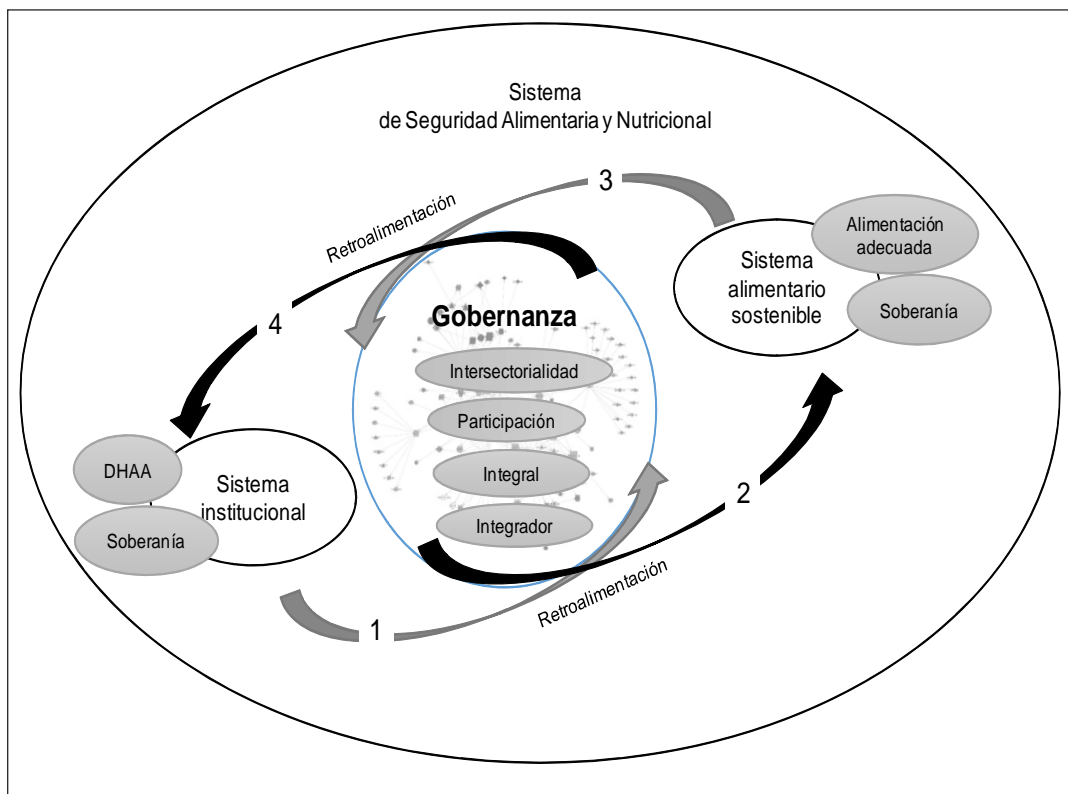 Sistema
de Seguridad Alimentaria y Nutricional
3
Retroalimentación
Alimentación
adecuada
Sistema
alimentario
sostenible
Soberanía
4
Gobernanza
Intersectorialidad
Participación
Integral
Integrador
DHAA
Sistema
institucional
Soberanía
2
Retroalimentación
1